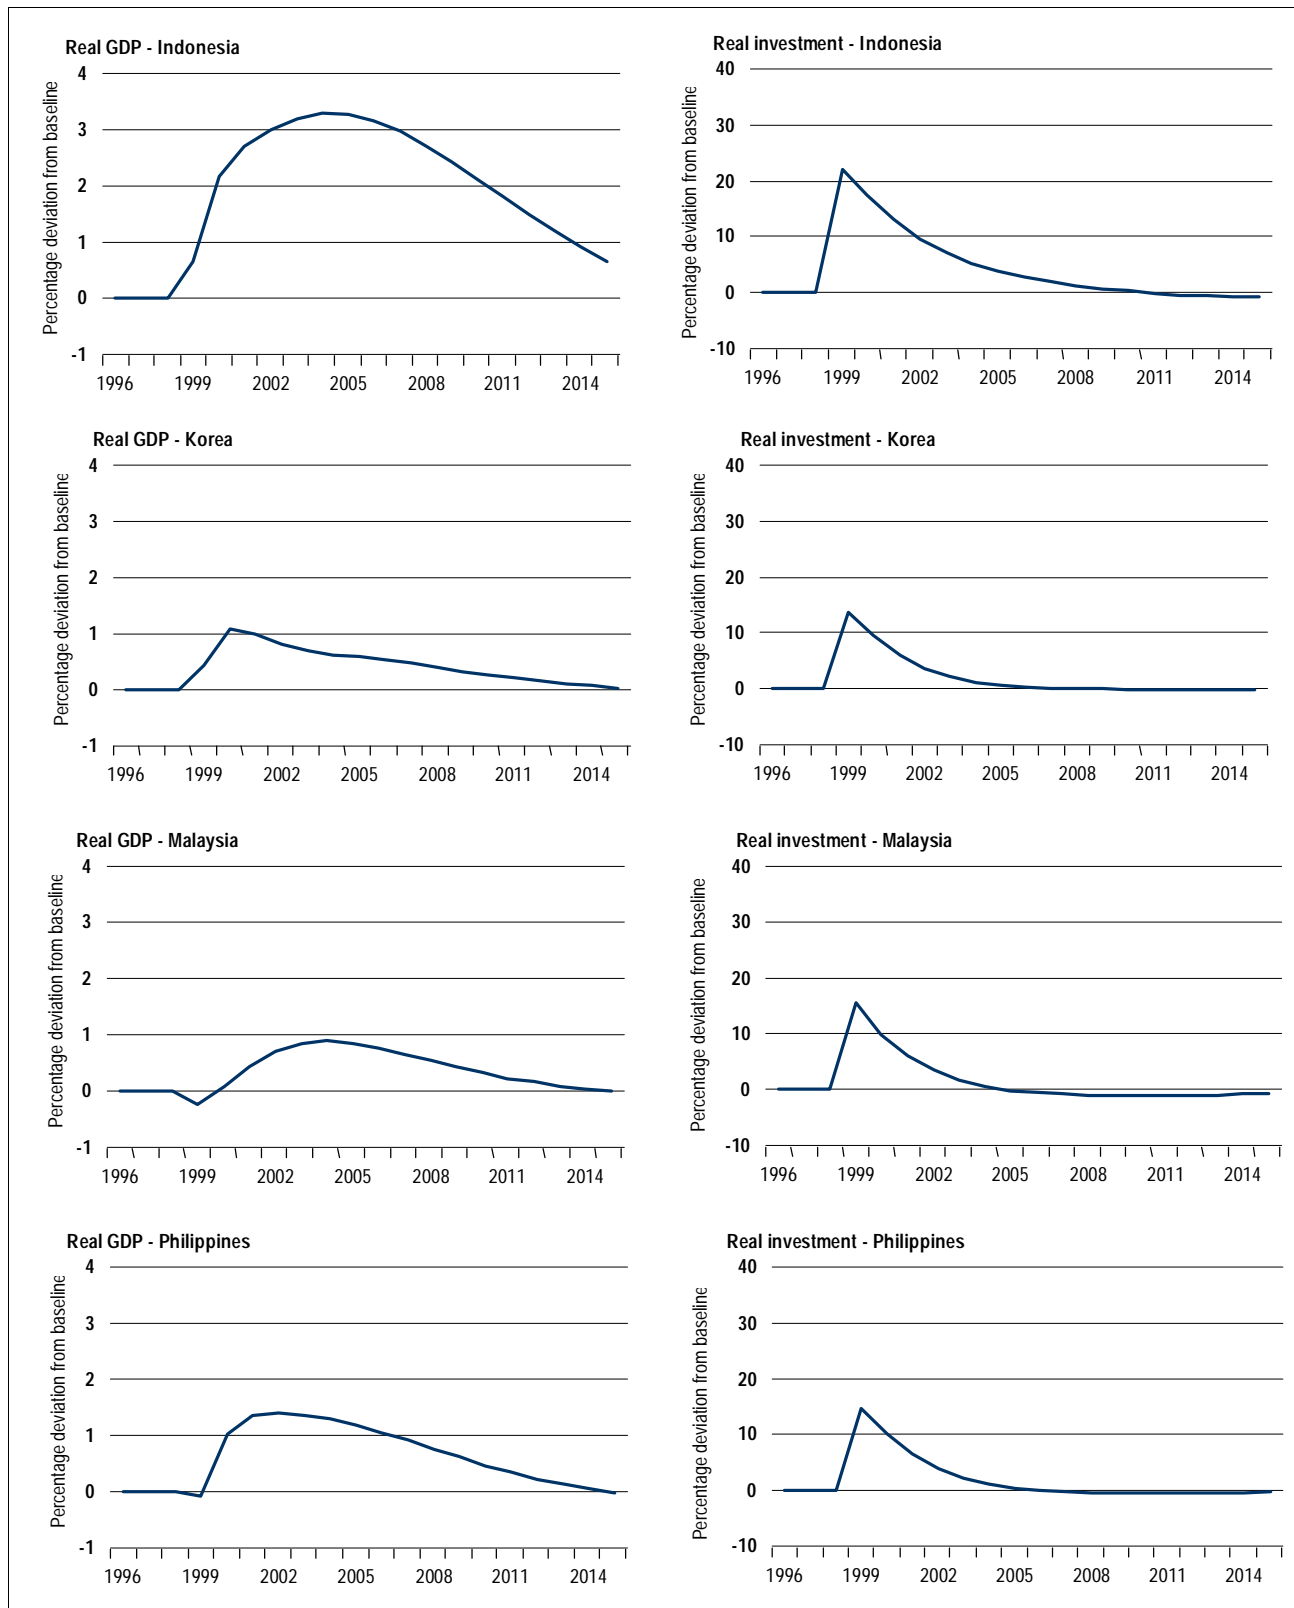 Real GDP - Indonesia
Percentage deviation from baseline
4
3
2
1
0
-1
1996 1999 2002 2005 2008 2011 2014
Real investment - Indonesia
Percentage deviation from baseline
40
30
20
10
0
-10
1996 1999 2002 2005 2008 2011 2014
Real GDP - Korea
Percentage deviation from baseline
4
3
2
1
0
-1
1996 1999 2002 2005 2008 2011 2014
Real investment - Korea
Percentage deviation from baseline
40
30
20
10
0
-10
1996 1999 2002 2005 2008 2011 2014
Real GDP - Malaysia
Percentage deviation from baseline
4
3
2
1
0
-1
1996 1999 2002 2005 2008 2011 2014
Real investment - Malaysia
Percentage deviation from baseline
40
30
20
10
0
-10
1996 1999 2002 2005 2008 2011 2014
Real GDP - Philippines
Percentage deviation from baseline
4
3
2
1
0
-1
1996 1999 2002 2005 2008 2011 2014
Real investment - Philippines
Percentage deviation from baseline
40
30
20
10
0
-10
1996 1999 2002 2005 2008 2011 2014